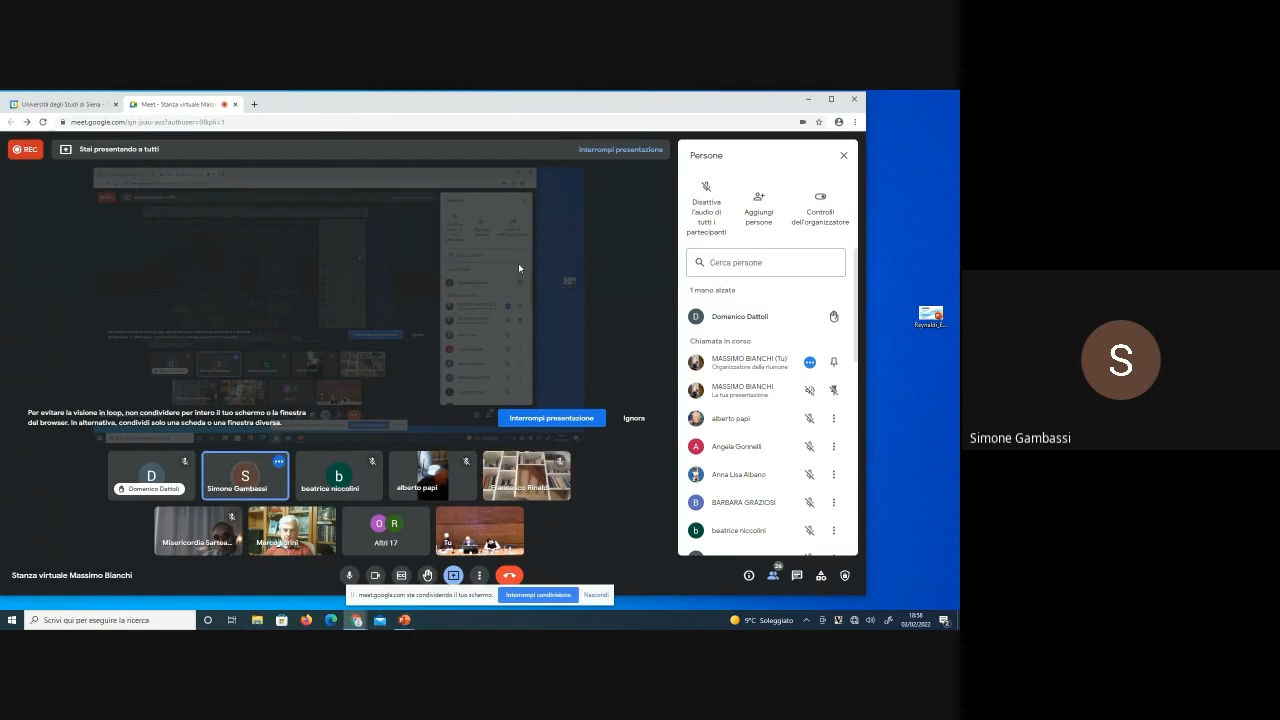 Università degli Studi di Siena -
Meet - Stanza virtuale Mass
meet.google.com/sjn-jvau-avz?authuser=0&pli=1
REC
Stai presentando a tutti
Interrompi presentazione
Persone
Disattiva
l'audio di
tutti i
partecipanti
Aggiungi
persone
Controlli
dell'organizzatore
Cerca persone
1 mano alzata
D
Domenico Dattoli
Chiamata in corso
MASSIMO BIANCHI (Tu)
Organizzatore della riunione
MASSIMO BIANCHI
La tua presentazione
alberto papi
A
Angela Gonnelli
Anna Lisa Albano
B
BARBARA GRAZIOSI
b
beatrice niccolini
Per evitare la visione in loop, non condividere per intero il tuo schermo o la finestra
del browser. In alternativa, condividi solo una scheda o una finestra diversa.
Interrompi presentazione
Ignora
D
Domenico Dattoli
S
Simone Gambassi
b
beatrice niccolini
alberto papi
Francesco Rinaldi
Misericordia Sartea...
O R
Altri 17
Tu
Stanza virtuale Massimo Bianchi
26
meet.google.com sta condividendo il tuo schermo.
Interrompi condivisione
Nascondi
Reynaldi_E...
Scrivi qui per eseguire la ricerca
9°C Soleggiato
18:58
03/02/2022
S
Simone Gambassi